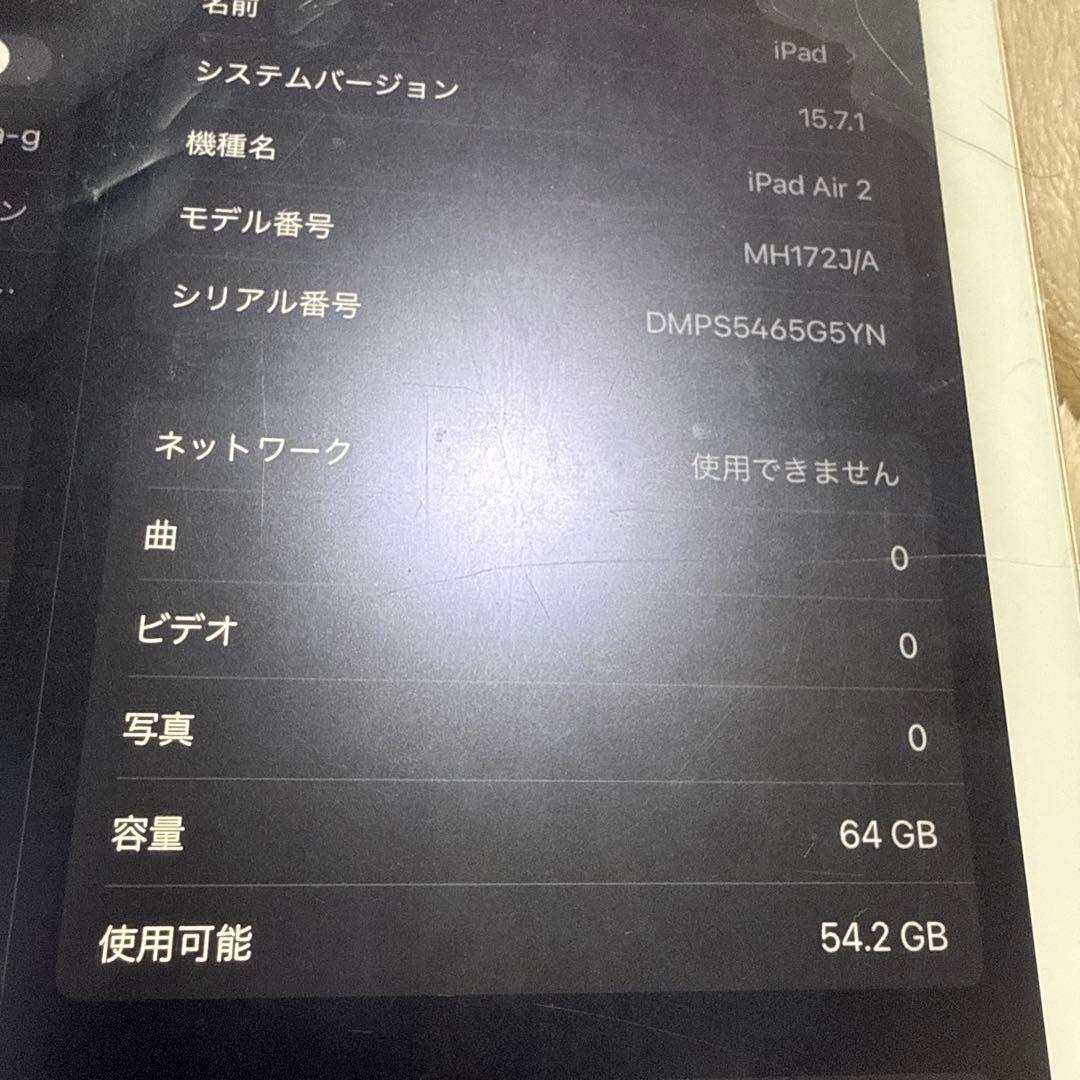 名前
iPad
システムバージョン
15.7.1
機種名
iPad Air 2
モデル番号
MH172J/A
シリアル番号
DMPS5465G5YN
ネットワーク
使用できません
曲
0
ビデオ
0
写真
0
容量
64 GB
使用可能
54.2 GB
-g
ン
..